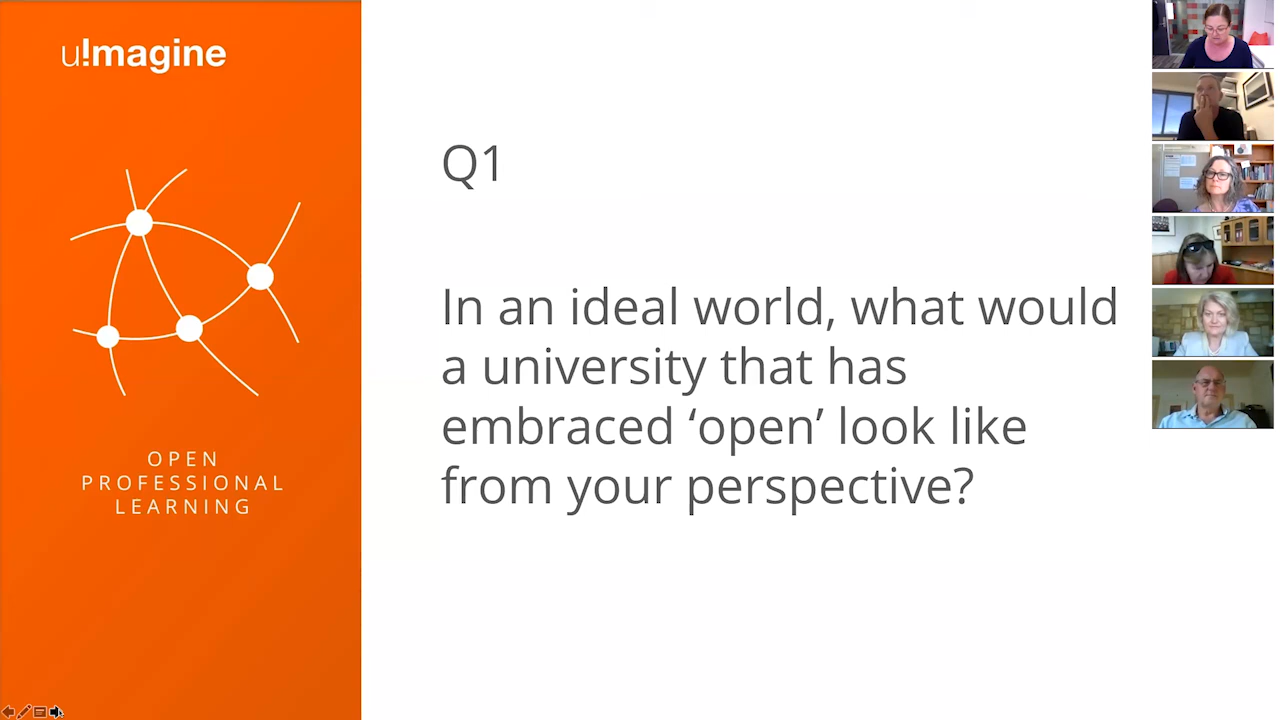 u!magine
OPEN
PROFESSIONAL
LEARNING
Q1
In an ideal world, what would
a university that has
embraced ‘open’ look like
from your perspective?